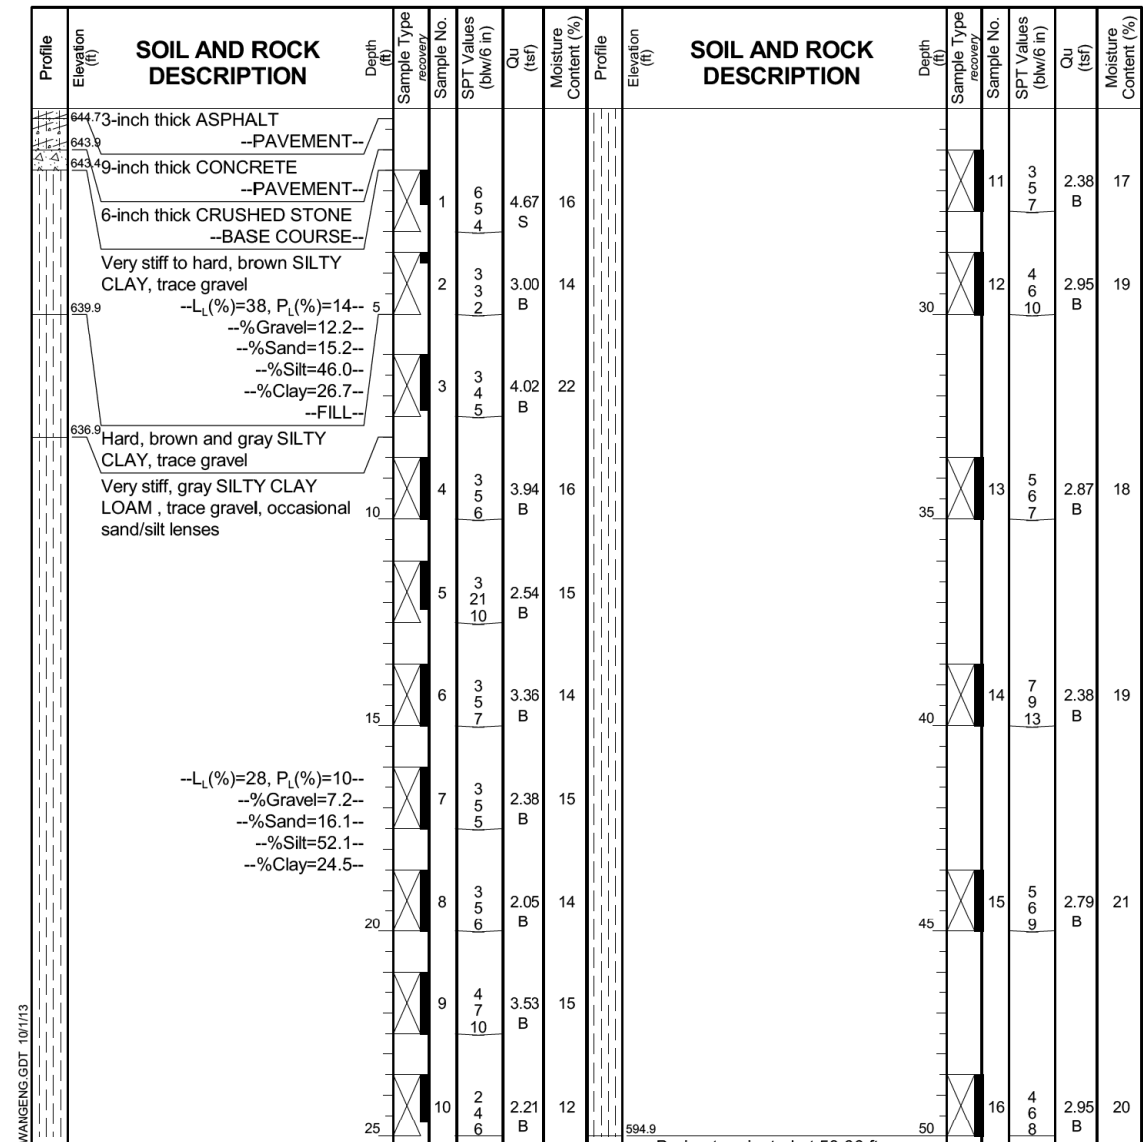 Profile
Elevation
(ft)
SOIL AND ROCK
DESCRIPTION
Depth
(ft)
Sample Type
recovery
Sample No.
SPT Values
(blw/6 in)
Qu
(tsf)
Moisture
Content (%)
644.7 3-inch thick ASPHALT
--PAVEMENT--
643.9
643.4 9-inch thick CONCRETE
--PAVEMENT--
6-inch thick CRUSHED STONE
--BASE COURSE--
Very stiff to hard, brown SILTY
CLAY, trace gravel
639.9 --LL(%)=38, PL(%)=14-- 5
--%Gravel=12.2--
--%Sand=15.2--
--%Silt=46.0--
--%Clay=26.7--
--FILL--
636.9 Hard, brown and gray SILTY
CLAY, trace gravel
Very stiff, gray SILTY CLAY
LOAM , trace gravel, occasional
sand/silt lenses
10
15
--LL(%)=28, PL(%)=10--
--%Gravel=7.2--
--%Sand=16.1--
--%Silt=52.1--
--%Clay=24.5--
20
25
1 6 5 4 4.67 S 16
2 3 3 2 3.00 B 14
3 3 4 5 4.02 B 22
4 3 5 6 3.94 B 16
5 3 21 10 2.54 B 15
6 3 5 7 3.36 B 14
7 3 5 5 2.38 B 15
8 3 5 6 2.05 B 14
9 4 7 10 3.53 B 15
10 2 4 6 2.21 B 12
Profile
Elevation
(ft)
SOIL AND ROCK
DESCRIPTION
Depth
(ft)
Sample Type
recovery
Sample No.
SPT Values
(blw/6 in)
Qu
(tsf)
Moisture
Content (%)
11 3 5 7 2.38 B 17
30 12 4 6 10 2.95 B 19
35 13 5 6 7 2.87 B 18
40 14 7 9 13 2.38 B 19
45 15 5 6 9 2.79 B 21
594.9 50 16 4 6 8 2.95 B 20
WANGENG.GDT 10/1/13